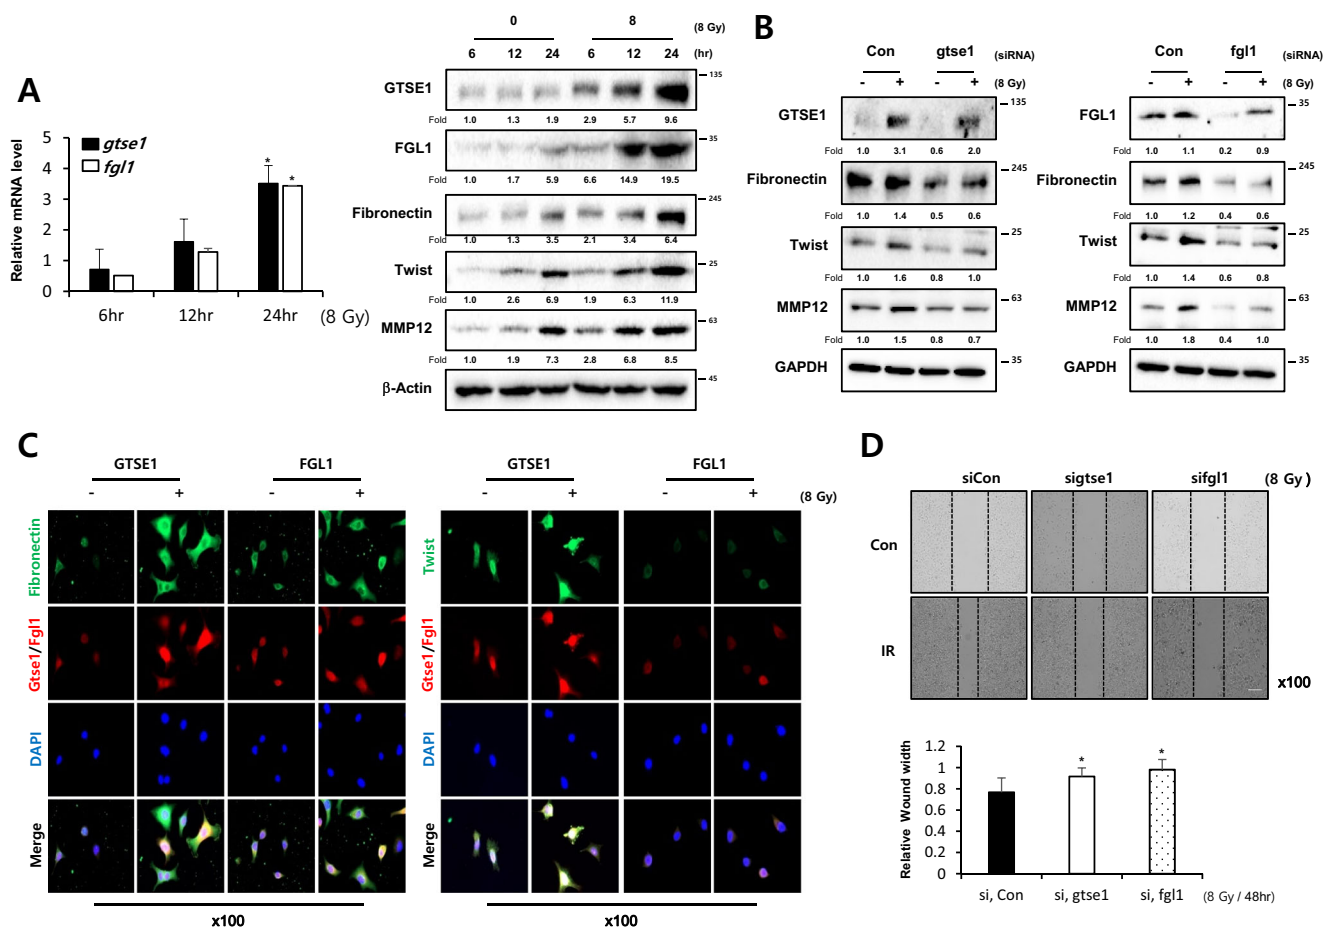 A
5
4
3
2
1
0
Relative mRNA level
gtse1
fgl1
*
*
6hr 12hr 24hr (8 Gy)
0 8 (8 Gy)
6 12 24 6 12 24 (hr)
GTSE1 135
Fold 1.0 1.3 1.9 2.9 5.7 9.6
FGL1 35
Fold 1.0 1.7 5.9 6.6 14.9 19.5
Fibronectin 245
Fold 1.0 1.3 3.5 2.1 3.4 6.4
Twist 25
Fold 1.0 2.6 6.9 1.9 6.3 11.9
MMP12 63
Fold 1.0 1.9 7.3 2.8 6.8 8.5
β-Actin 45
B
Con gtse1 (siRNA)
- + - + (8 Gy)
GTSE1 135
Fold 1.0 3.1 0.6 2.0
Fibronectin 245
Fold 1.0 1.4 0.5 0.6
Twist 25
Fold 1.0 1.6 0.8 1.0
MMP12 63
Fold 1.0 1.5 0.8 0.7
GAPDH 35
Con fgl1 (siRNA)
- + - + (8 Gy)
FGL1 35
Fold 1.0 1.1 0.2 0.9
Fibronectin 245
Fold 1.0 1.2 0.4 0.6
Twist 25
Fold 1.0 1.4 0.6 0.8
MMP12 63
Fold 1.0 1.8 0.4 1.0
GAPDH 35
C
GTSE1 FGL1 GTSE1 FGL1
- + - + - + - + (8 Gy)
Fibronectin Twist
Gtse1/Fgl1 Gtse1/Fgl1
DAPI DAPI
Merge Merge
x100 x100
D
siCon sigtse1 sifgl1 (8 Gy )
Con
IR
x100
1.2
1
0.8
0.6
0.4
0.2
0
Relative Wound width
*
*
si, Con si, gtse1 si, fgl1 (8 Gy / 48hr)